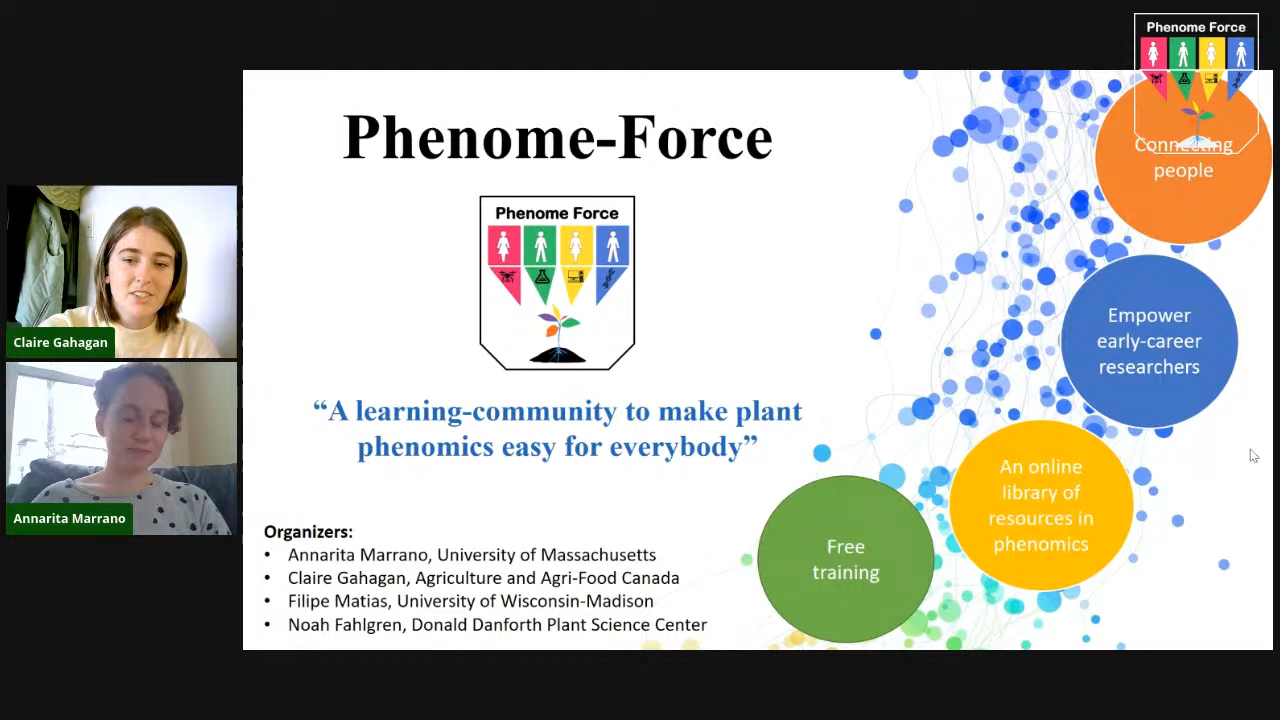 Phenome Force
Phenome-Force
Connecting
people
Phenome Force
Empower
early-career
researchers
Claire Gahagan
“A learning-community to make plant
phenomics easy for everybody”
An online
library of
resources in
phenomics
Annarita Marrano
Free
training
Organizers:
• Annarita Marrano, University of Massachusetts
• Claire Gahagan, Agriculture and Agri-Food Canada
• Filipe Matias, University of Wisconsin-Madison
• Noah Fahlgren, Donald Danforth Plant Science Center